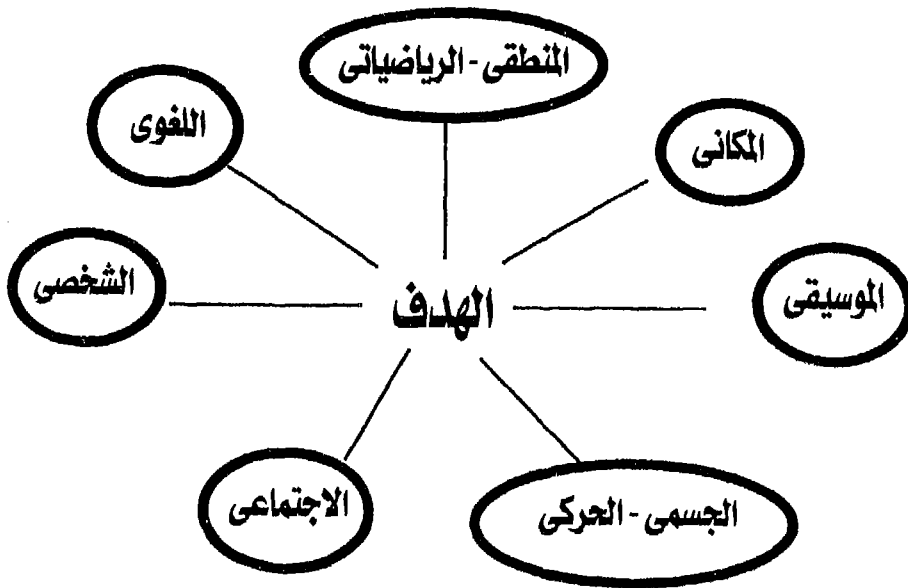 المنطقى - الرياضياتى
اللغوى
المكانى
الشخصى
الهدف
الموسيقى
الاجتماعى
الجسمى - الحركى